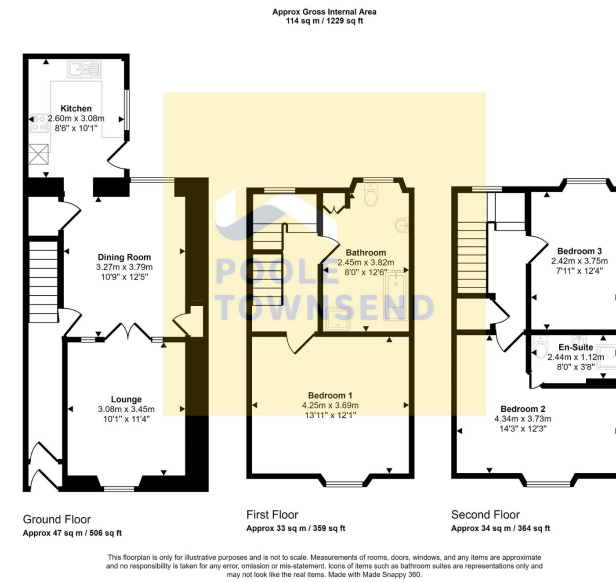 Approx Gross Internal Area
114 sq m / 1229 sq ft
Kitchen
2.60m x 3.08m
8'6" x 10'1"
Dining Room
3.27m x 3.79m
10'9" x 12'5"
Lounge
3.08m x 3.45m
10'1" x 11'4"
Bathroom
2.45m x 3.82m
8'0" x 12'6"
Bedroom 1
4.25m x 3.69m
13'11" x 12'1"
Bedroom 3
2.42m x 3.75m
7'11" x 12'4"
En-Suite
2.44m x 1.12m
8'0" x 3'8"
Bedroom 2
4.34m x 3.73m
14'3" x 12'3"
POOLE
TOWNSEND
Ground Floor
Approx 47 sq m / 506 sq ft
First Floor
Approx 33 sq m / 359 sq ft
Second Floor
Approx 34 sq m / 364 sq ft
This floorplan is only for illustrative purposes and is not to scale. Measurements of rooms, doors, windows, and any items are approximate
and no responsibility is taken for any error, omission or mis-statement. Icons of items such as bathroom suites are representations only and
may not look like the real items. Made with Made Snappy 360.